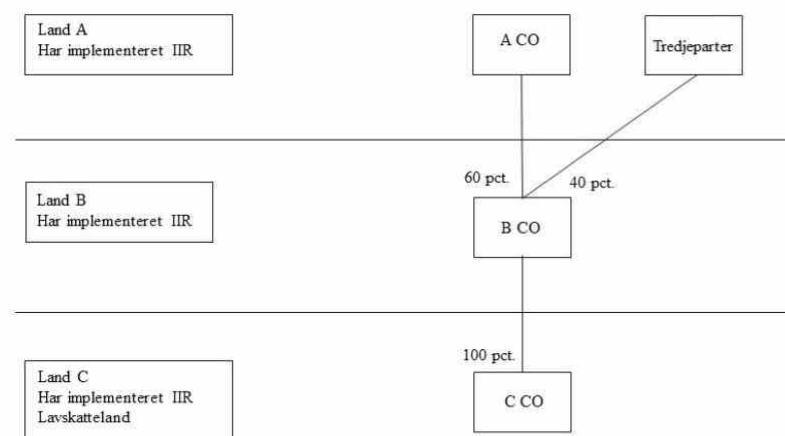 Land A
Har implementeret IIR
A CO
Tredjeparter
60 pct.
40 pct.
Land B
Har implementeret IIR
B CO
100 pct.
Land C
Har implementeret IIR
Lavskatteland
C CO